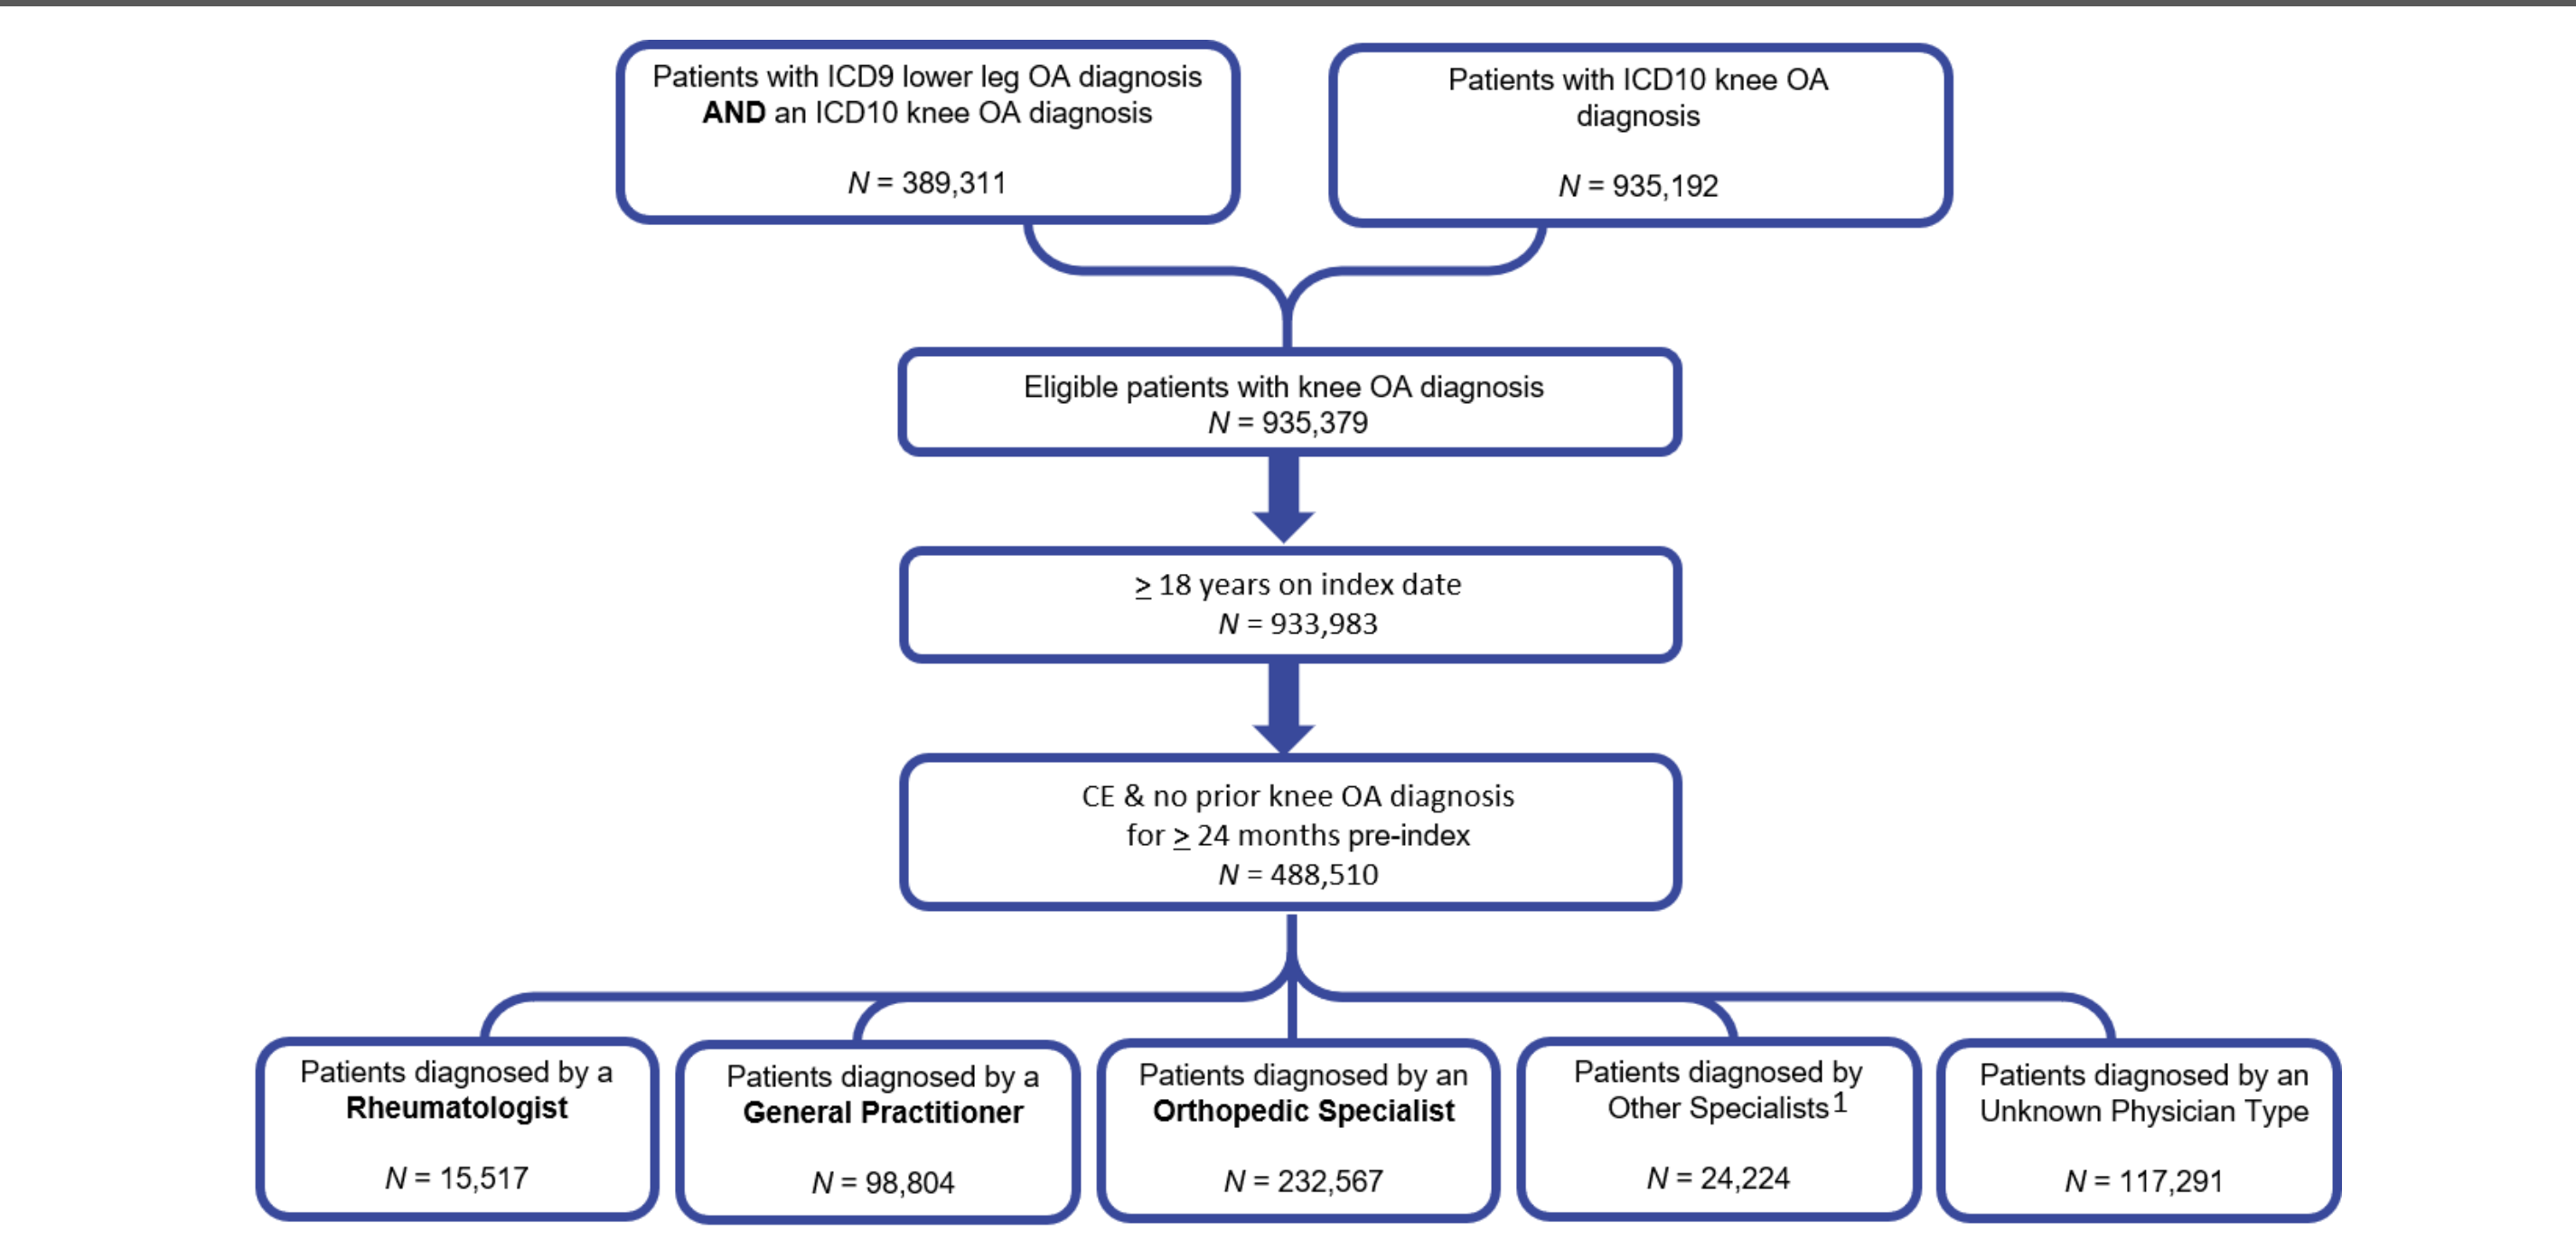 Patients with ICD9 lower leg OA diagnosis
AND an ICD10 knee OA diagnosis
N = 389,311
Patients with ICD10 knee OA
diagnosis
N = 935,192
Eligible patients with knee OA diagnosis
N = 935,379
≥ 18 years on index date
N = 933,983
CE & no prior knee OA diagnosis
for ≥ 24 months pre-index
N = 488,510
Patients diagnosed by a
Rheumatologist
N = 15,517
Patients diagnosed by a
General Practitioner
N = 98,804
Patients diagnosed by an
Orthopedic Specialist
N = 232,567
Patients diagnosed by
Other Specialists1
N = 24,224
Patients diagnosed by an
Unknown Physician Type
N = 117,291